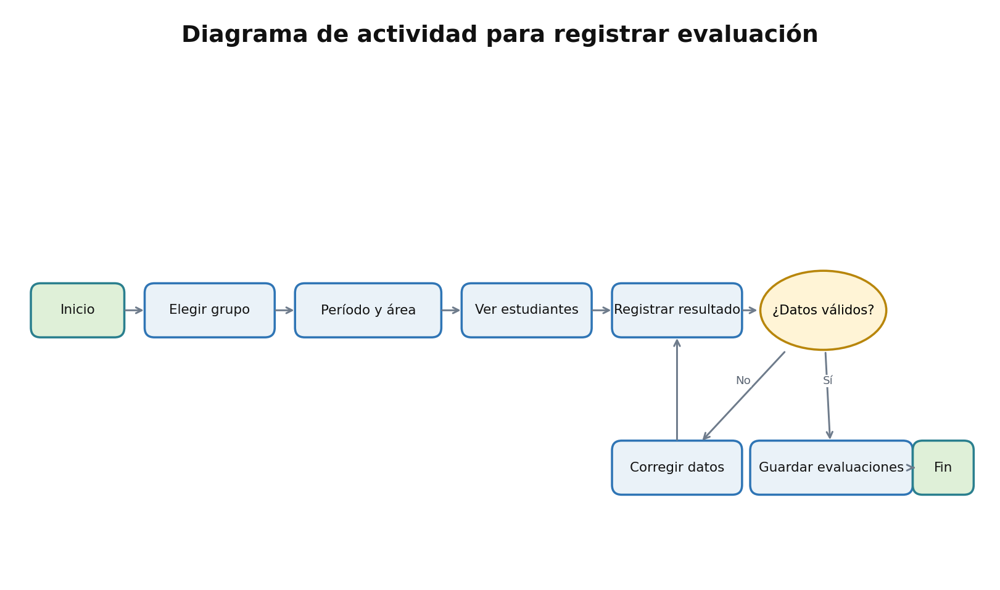 Diagrama de actividad para registrar evaluación
Inicio
Elegir grupo
Período y área
Ver estudiantes
Registrar resultado
¿Datos válidos?
No
Sí
Corregir datos
Guardar evaluaciones
Fin